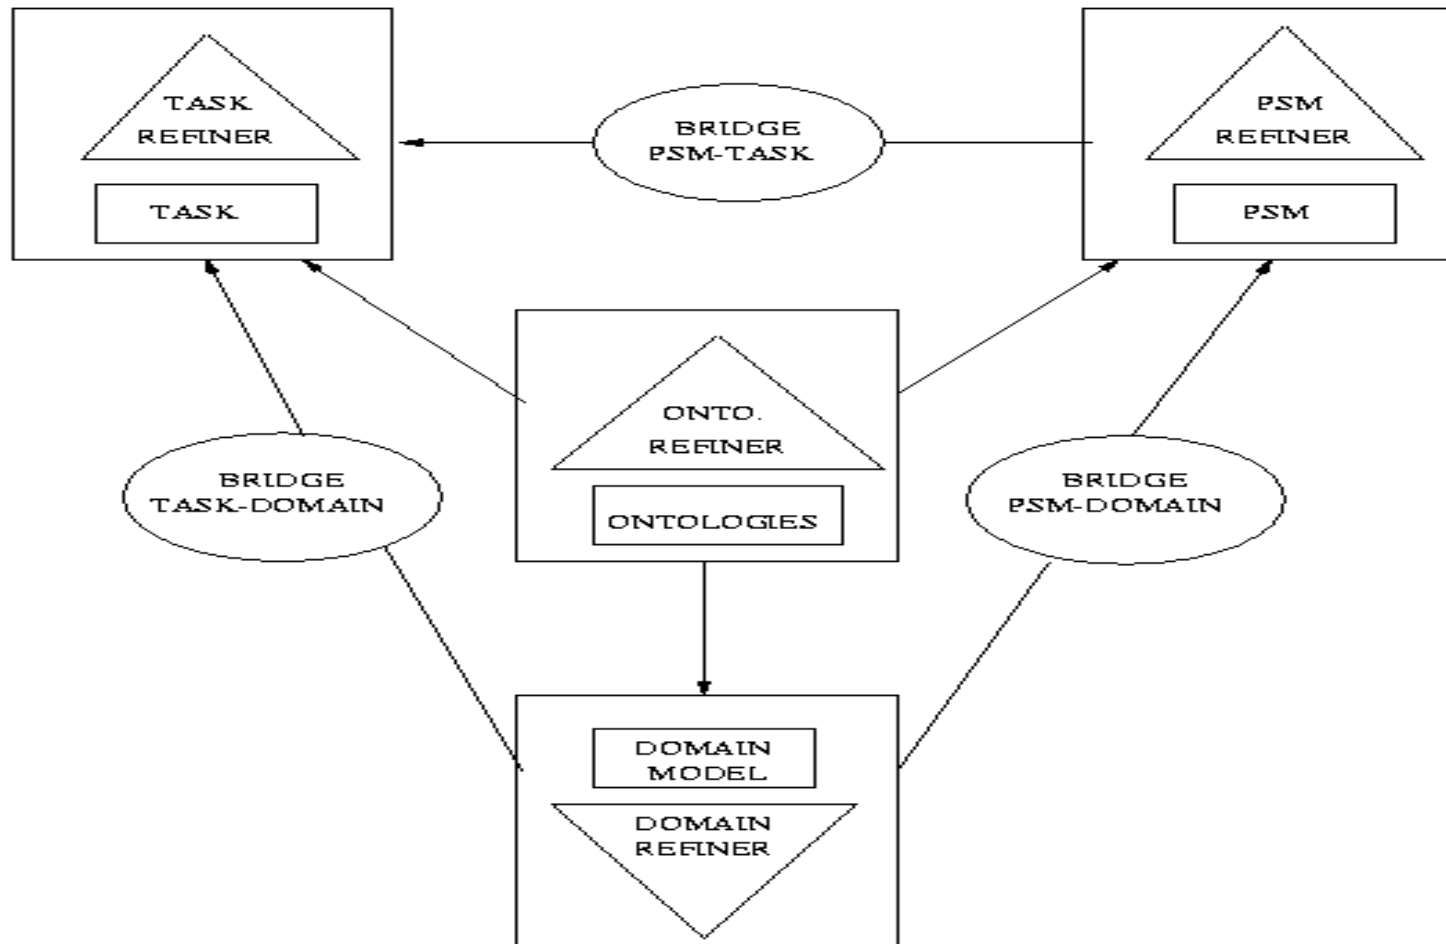 TASK
REFINER
TASK
BRIDGE
PSM-TASK
PSM
REFINER
PSM
ONTO.
REFINER
ONTOLOGIES
BRIDGE
TASK-DOMAIN
BRIDGE
PSM-DOMAIN
DOMAIN
MODEL
DOMAIN
REFINER